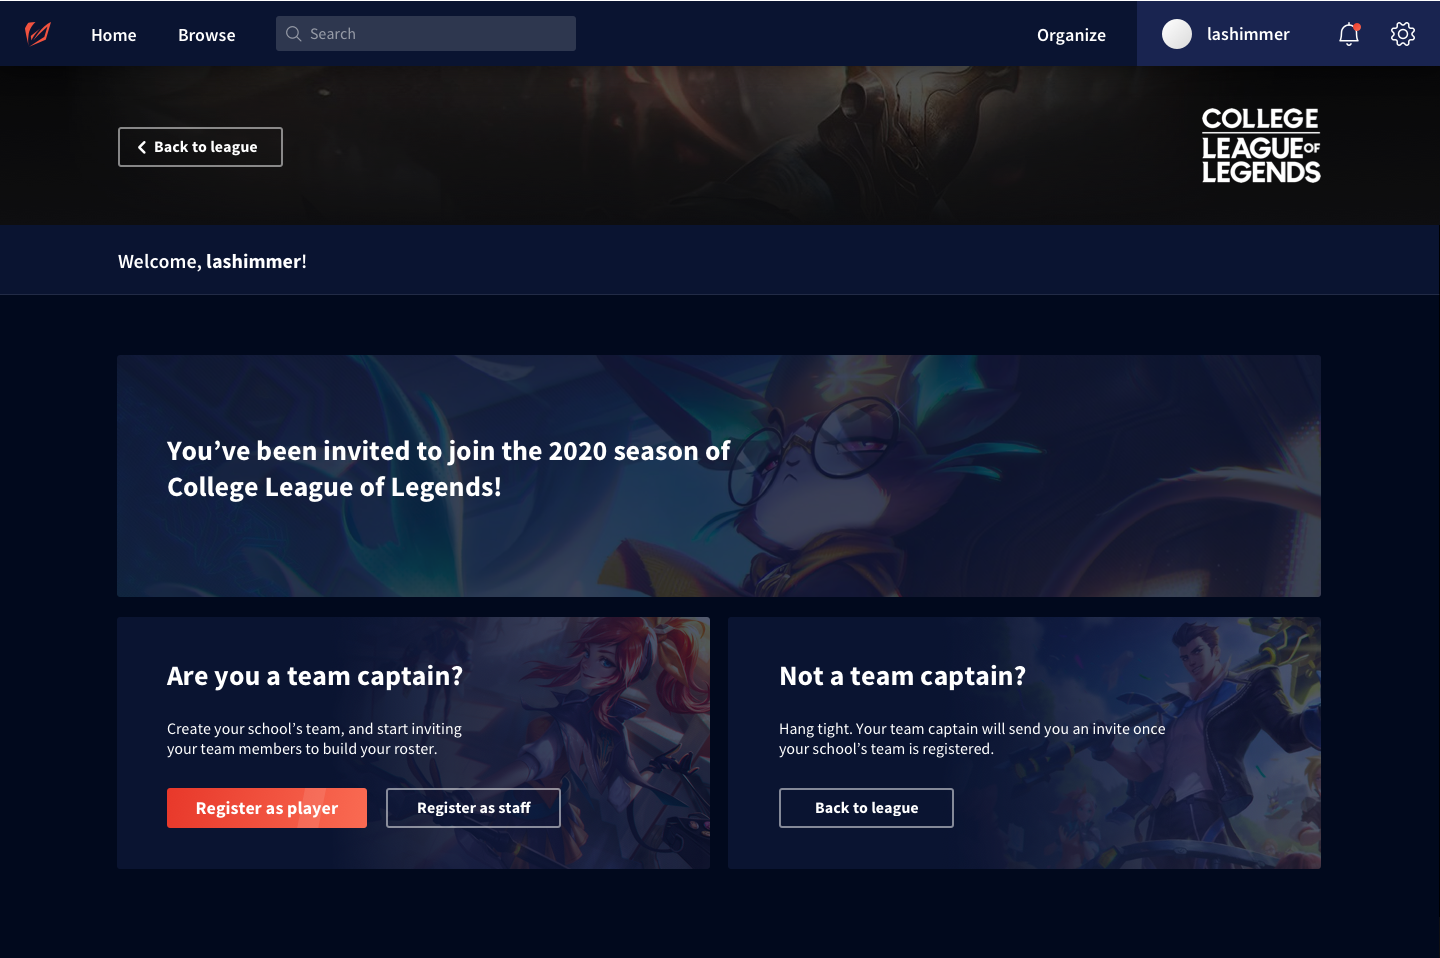 Home
Browse
Search
Organize
lashimmer
Back to league
COLLEGE
LEAGUE OF
LEGENDS
Welcome, lashimmer!
You’ve been invited to join the 2020 season of
College League of Legends!
Are you a team captain?
Create your school’s team, and start inviting
your team members to build your roster.
Register as player
Register as staff
Not a team captain?
Hang tight. Your team captain will send you an invite once
your school’s team is registered.
Back to league